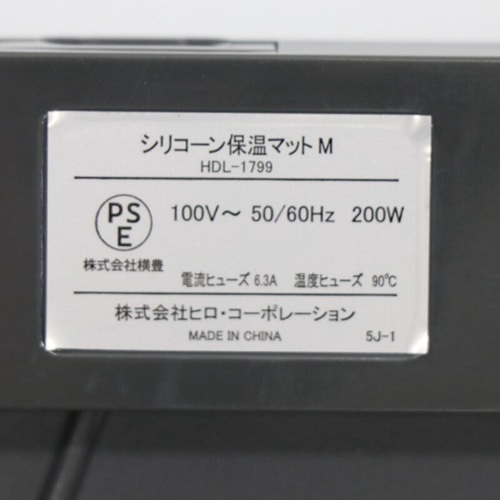 シリコーン保温マット M
HDL-1799
PS
E
100V～ 50/60Hz 200W
株式会社横豊
電流ヒューズ 6.3A 温度ヒューズ 90℃
株式会社ヒロ・コーポレーション
MADE IN CHINA 5J-1